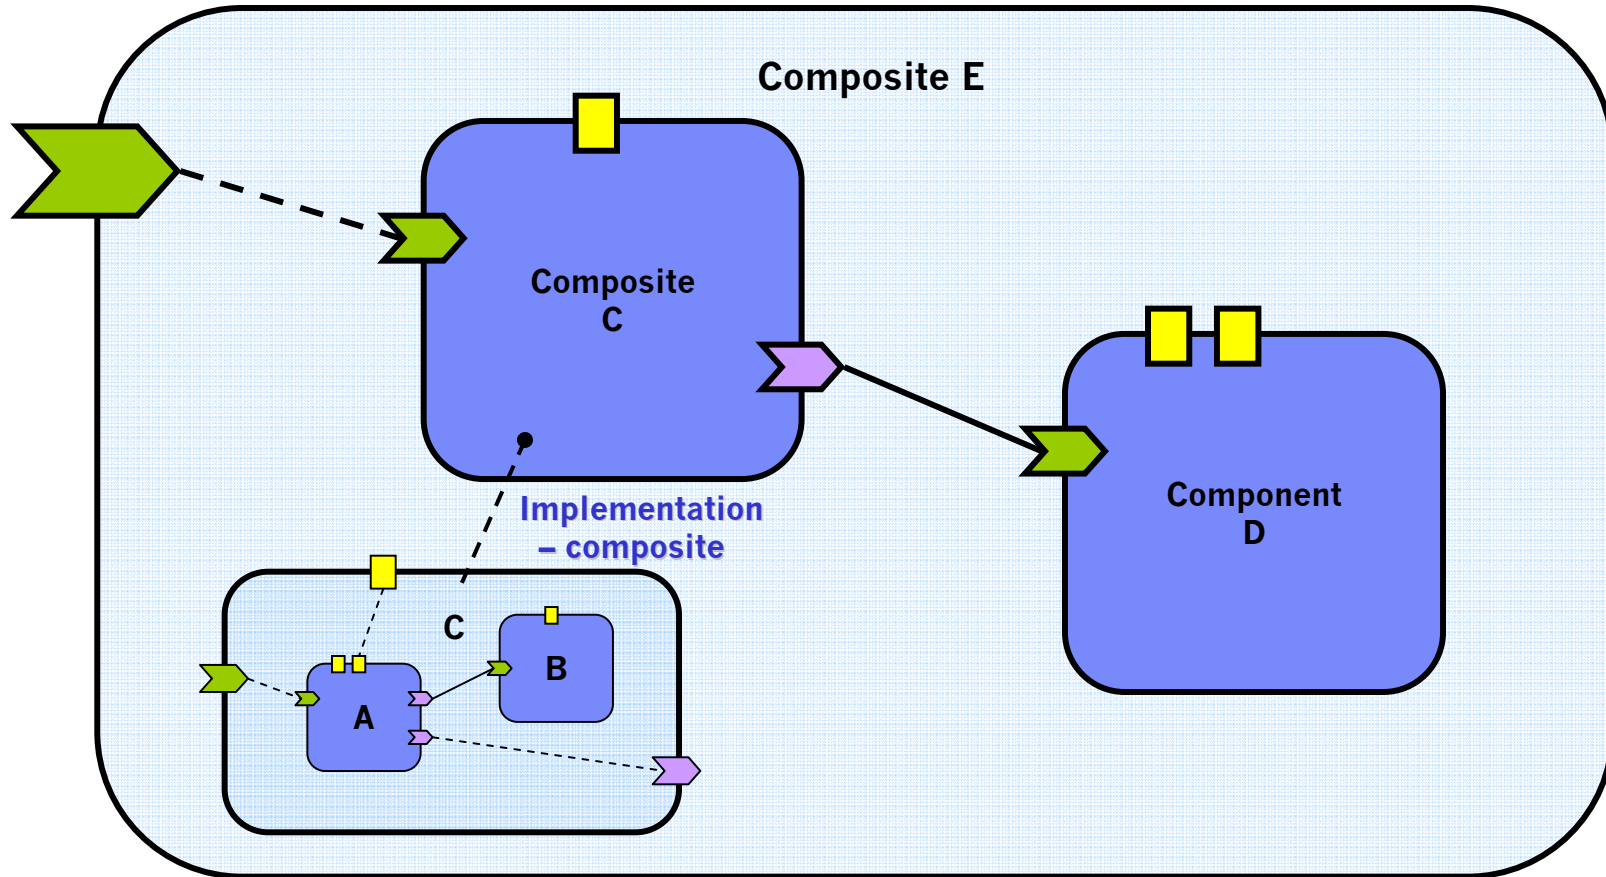 Composite E
Composite
C
Component
D
Implementation
– composite
C
B
A